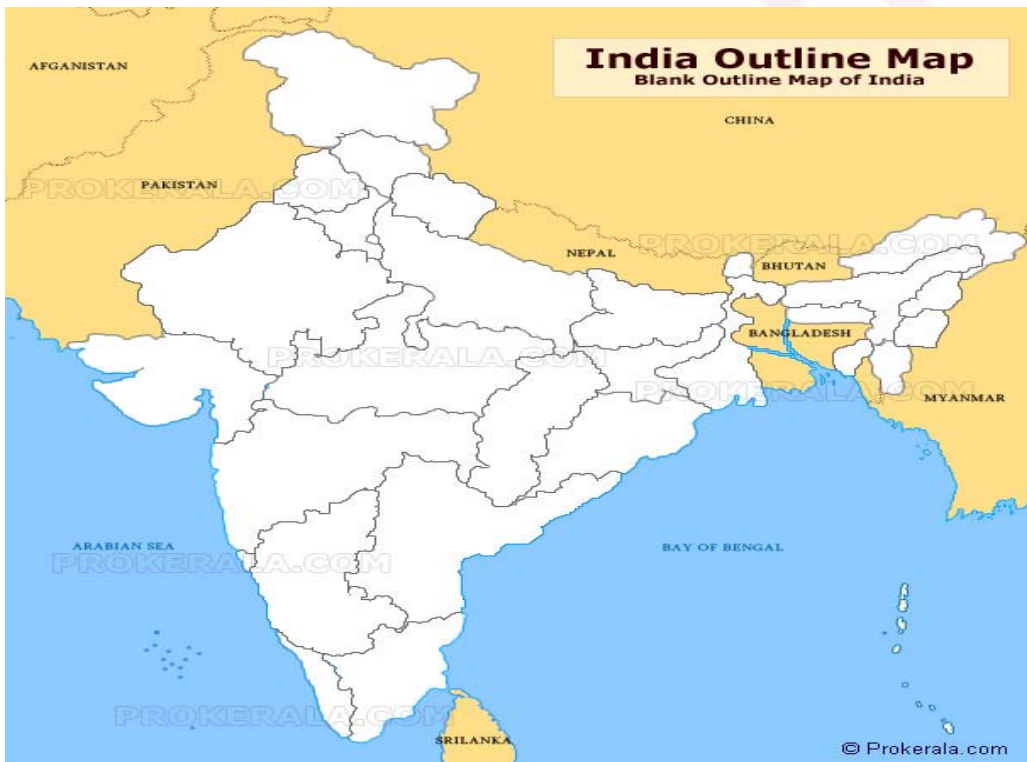 India Outline Map
Blank Outline Map of India
AFGANISTAN
CHINA
PROKERALA.COM
PAKISTAN
NEPAL
PROKERALA.COM
BHUTAN
BANGLADESH
PROKERALA.COM
PROKERALA.COM
MYANMAR
ARABIAN SEA
BAY OF BENGAL
PROKERALA.COM
PROKERALA.COM
SRILANKA
© Prokerala.com